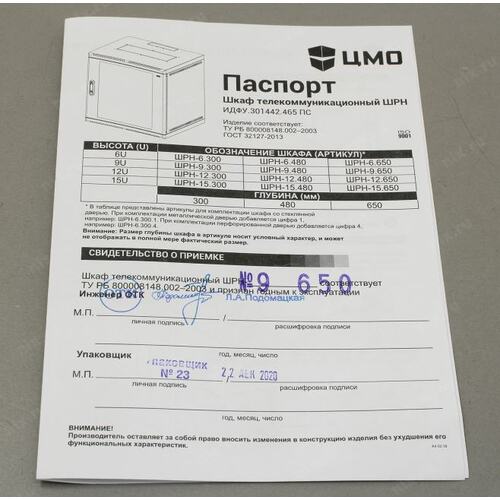 ЦМО
Паспорт
Шкаф телекоммуникационный ШРН
ИДФУ.301442.465 ПС
Изделие соответствует:
ТУ РБ 800008148.002–2003
ГОСТ 32127-2013
ISO
9001
ВЫСОТА (U) ОБОЗНАЧЕНИЕ ШКАФА (АРТИКУЛ)*
6U ШРН-6.300 ШРН-6.480 ШРН-6.650
9U ШРН-9.300 ШРН-9.480 ШРН-9.650
12U ШРН-12.300 ШРН-12.480 ШРН-12.650
15U ШРН-15.300 ШРН-15.480 ШРН-15.650
ГЛУБИНА (мм)
300 480 650
* В таблице представлены артикулы для комплектации шкафа со стеклянной
дверью. При комплектации металлической дверью добавляется цифра 1,
например: ШРН-6.300.1. При комплектации перфорированной дверью добавляется цифра 4,
например: ШРН-6.300.4.
Внимание: Размер глубины шкафа в артикуле носит условный характер, и может
не отображать в полной мере фактический размер.
СВИДЕТЕЛЬСТВО О ПРИЕМКЕ
Шкаф телекоммуникационный ШРН № 9 650 соответствует
ТУ РБ 800008148.002–2003 и признан годным к эксплуатации
Инженер ОТК Л.А.Подомацкая
М.П.
личная подпись расшифровка подписи
год, месяц, число
Упаковщик
УПАКОВЩИК
М.П. № 23 22 ДЕК 2020
личная подпись расшифровка подписи
год, месяц, число
ВНИМАНИЕ!
Производитель оставляет за собой право вносить изменения в конструкцию изделия без ухудшения его
функциональных характеристик.